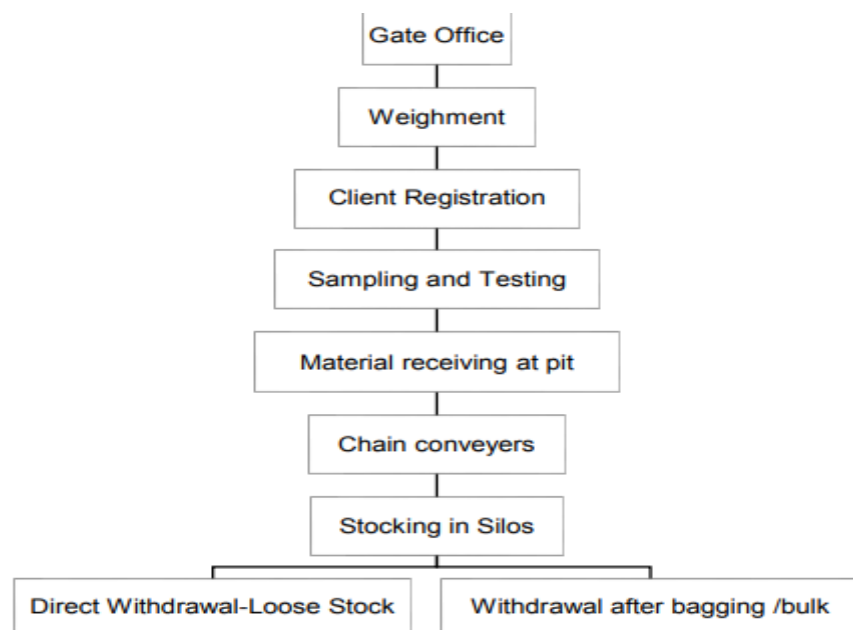 Gate Office
Weighment
Client Registration
Sampling and Testing
Material receiving at pit
Chain conveyers
Stocking in Silos
Direct Withdrawal-Loose Stock
Withdrawal after bagging /bulk